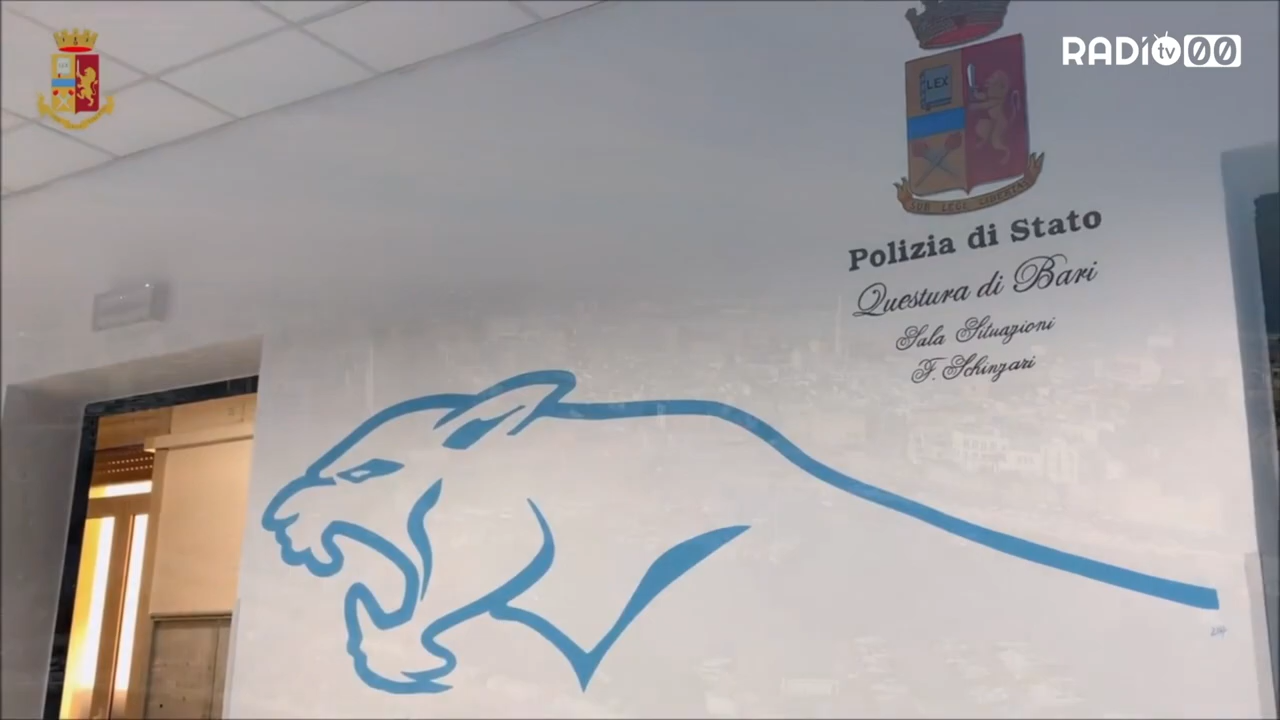 RADIO tv 00
LEX
SUB LEGE LIBERTAS
Polizia di Stato
Questura di Bari
Sala Situazioni
F. Schinzari